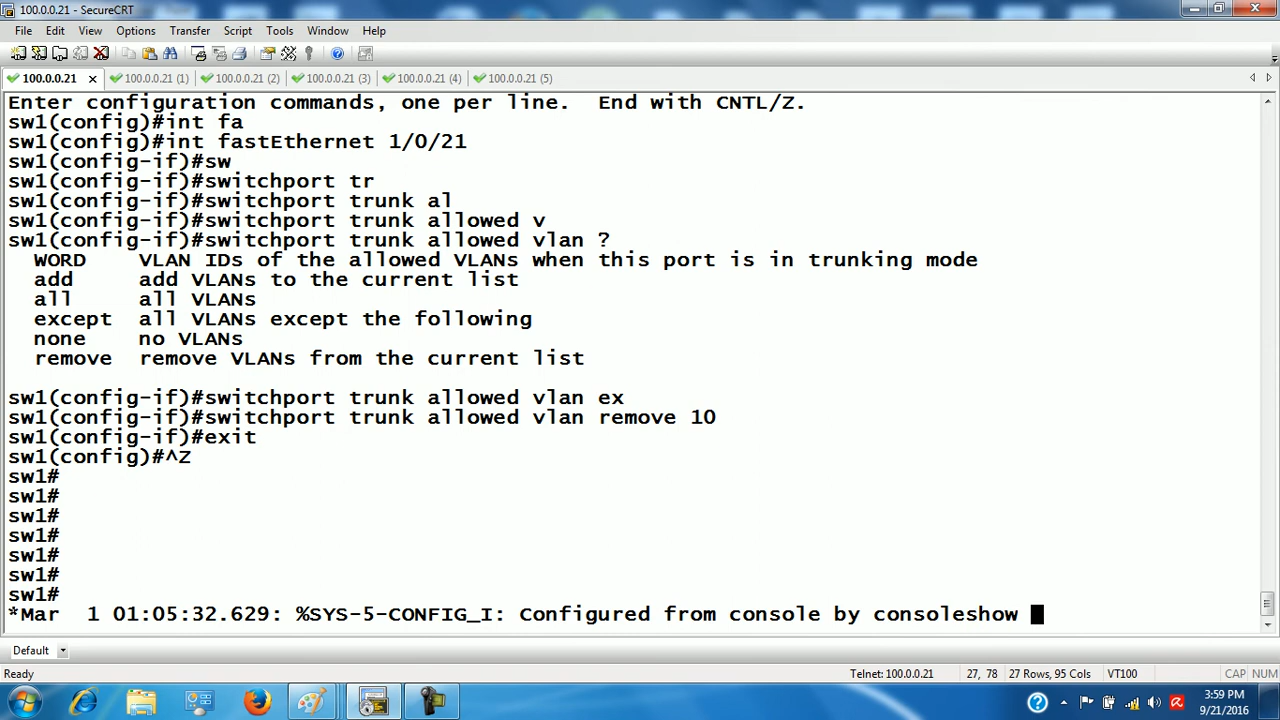 100.0.0.21 - SecureCRT
File Edit View Options Transfer Script Tools Window Help
100.0.0.21 100.0.0.21 (1) 100.0.0.21 (2) 100.0.0.21 (3) 100.0.0.21 (4) 100.0.0.21 (5)
Enter configuration commands, one per line.  End with CNTL/Z.
sw1(config)#int fa
sw1(config)#int fastEthernet 1/0/21
sw1(config-if)#sw
sw1(config-if)#switchport tr
sw1(config-if)#switchport trunk al
sw1(config-if)#switchport trunk allowed v
sw1(config-if)#switchport trunk allowed vlan ?
  WORD    VLAN IDs of the allowed VLANs when this port is in trunking mode
  add     add VLANs to the current list
  all     all VLANs
  except  all VLANs except the following
  none    no VLANs
  remove  remove VLANs from the current list
sw1(config-if)#switchport trunk allowed vlan ex
sw1(config-if)#switchport trunk allowed vlan remove 10
sw1(config-if)#exit
sw1(config)#^Z
sw1#
sw1#
sw1#
sw1#
sw1#
sw1#
sw1#
*Mar  1 01:05:32.629: %SYS-5-CONFIG_I: Configured from console by consoleshow
Default
Ready Telnet: 100.0.0.21 27, 78 27 Rows, 95 Cols VT100 CAP NUM
3:59 PM
9/21/2016